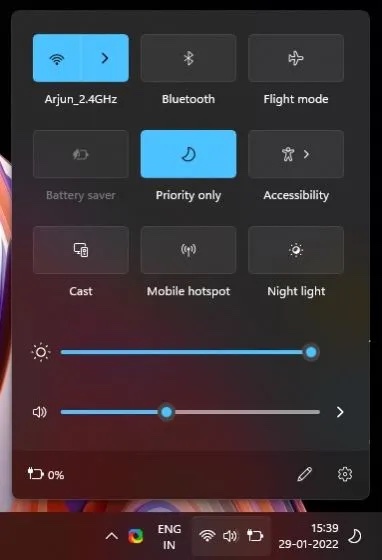 Arjun_2.4GHz Bluetooth Flight mode
Battery saver Priority only Accessibility
Cast Mobile hotspot Night light
0%
ENG 15:39
IN 29-01-2022